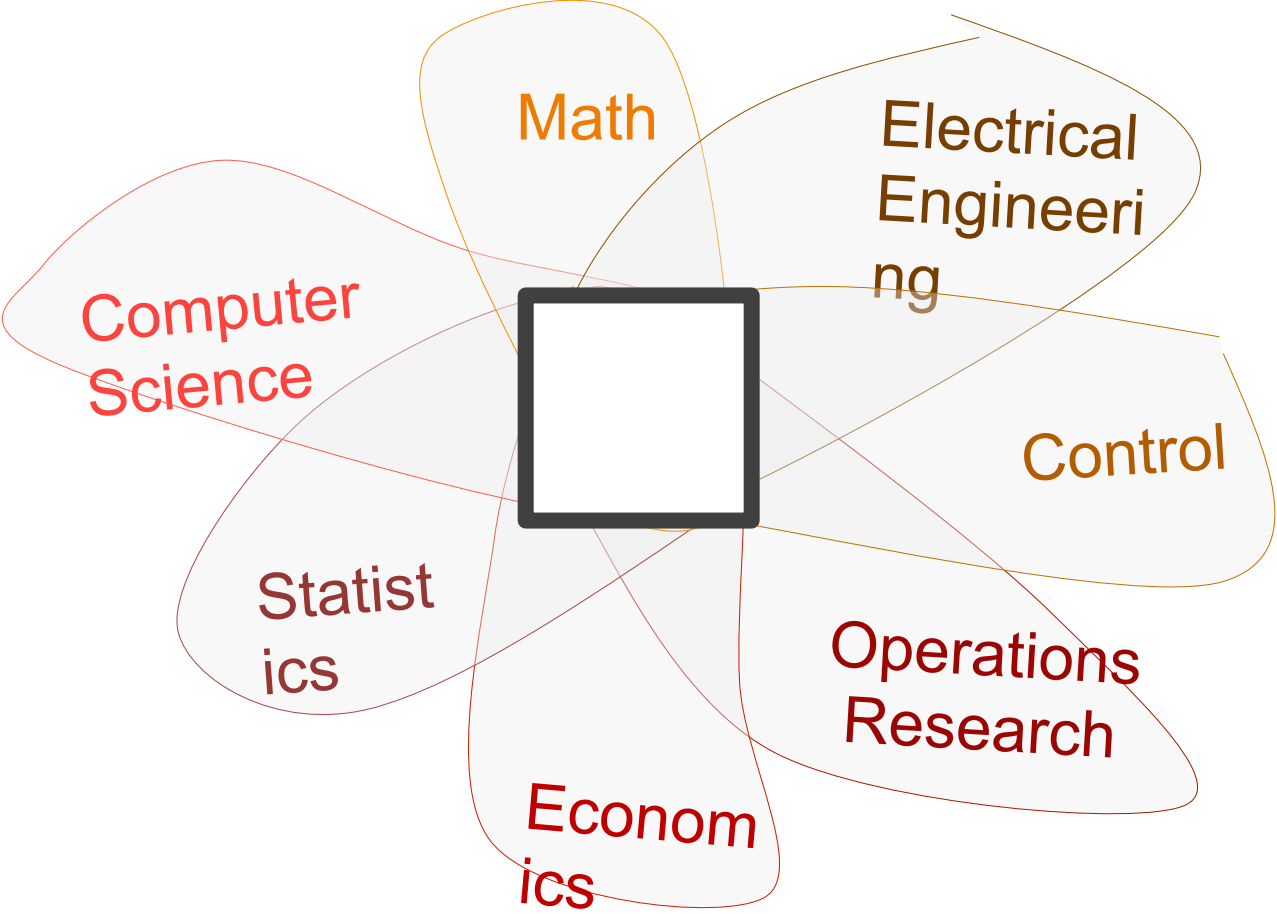 Math
Electrical
Engineeri
ng
Computer
Science
Control
Statist
ics
Operations
Research
Econom
ics